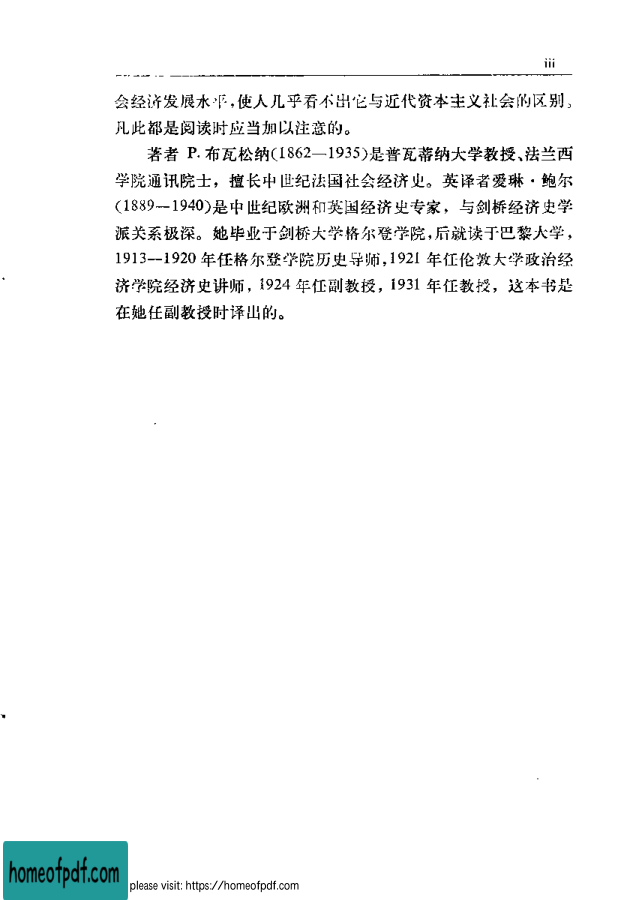 iii
会经济发展水平，使人几乎看不出它与近代资本主义社会的区别。
凡此都是阅读时应当加以注意的。
著者 P. 布瓦松纳(1862—1935)是普瓦蒂纳大学教授、法兰西
学院通讯院士，擅长中世纪法国社会经济史。英译者爱琳·鲍尔
(1889—1940)是中世纪欧洲和英国经济史专家，与剑桥经济史学
派关系极深。她毕业于剑桥大学格尔登学院，后就读于巴黎大学，
1913—1920 年任格尔登学院历史导师，1921 年任伦敦大学政治经
济学院经济史讲师，1924 年任副教授，1931 年任教授，这本书是
在她任副教授时译出的。
homeofpdf.com
please visit: https://homeofpdf.com